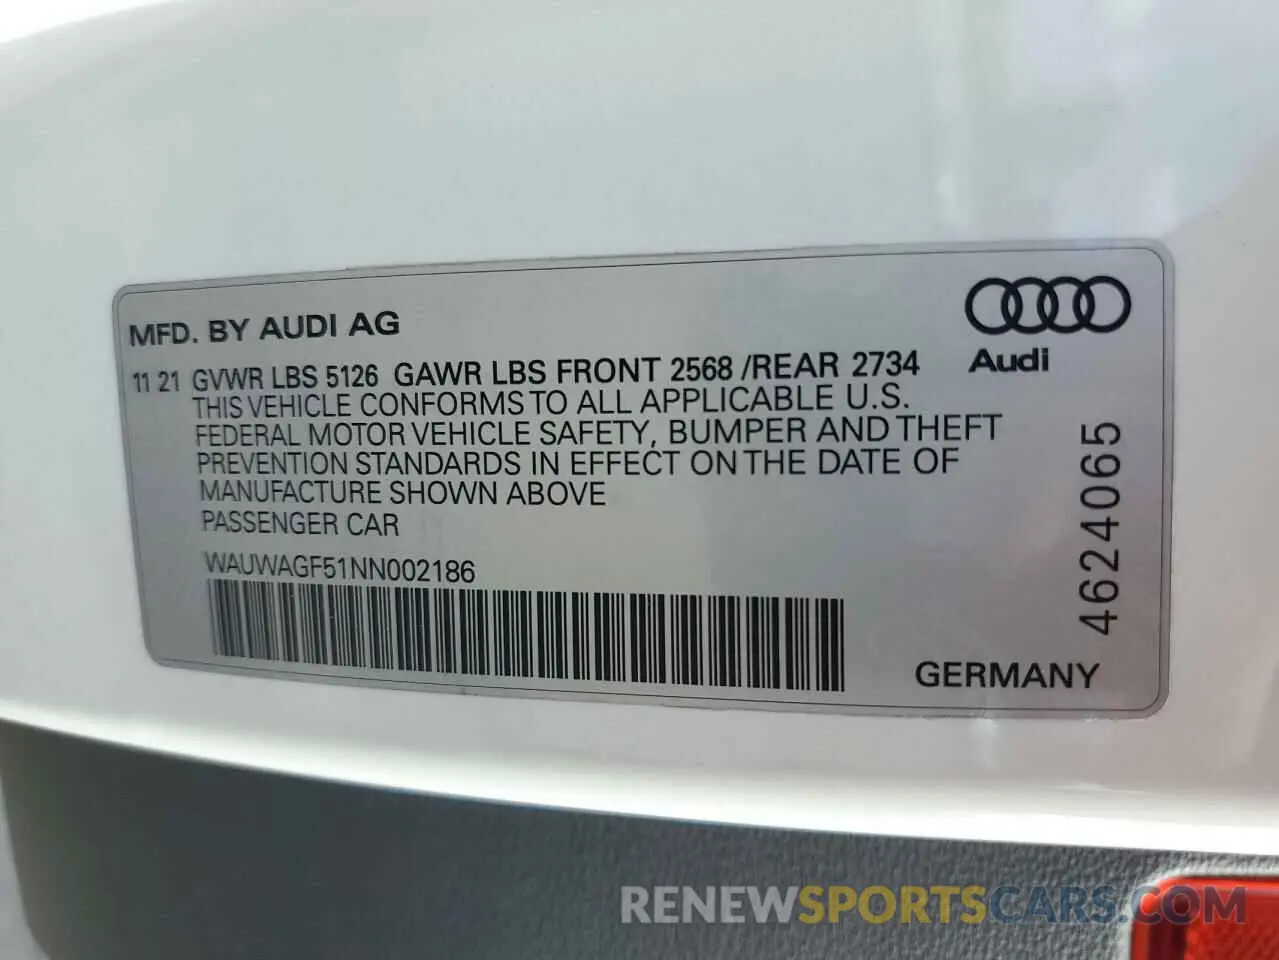 MFD. BY AUDI AG
Audi
11 21 GVWR LBS 5126 GAWR LBS FRONT 2568 /REAR 2734
THIS VEHICLE CONFORMS TO ALL APPLICABLE U.S.
FEDERAL MOTOR VEHICLE SAFETY, BUMPER AND THEFT
PREVENTION STANDARDS IN EFFECT ON THE DATE OF
MANUFACTURE SHOWN ABOVE
PASSENGER CAR
WAUWAGF51NN002186
4624065
GERMANY
RENEWSPORTSCARS.COM